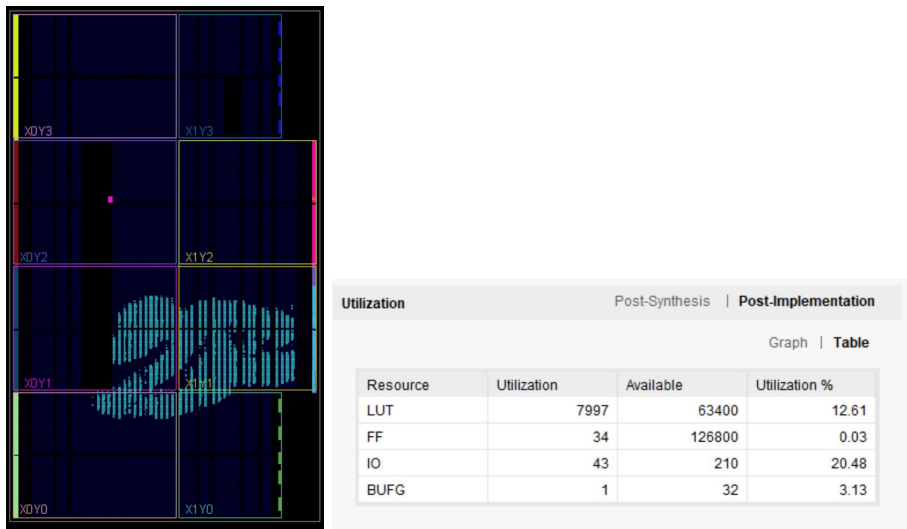 X0Y3 X1Y3
X0Y2 X1Y2
X0Y1 X1Y1
X0Y0 X1Y0
Utilization Post-Synthesis | Post-Implementation
Graph | Table
Resource Utilization Available Utilization %
LUT 7997 63400 12.61
FF 34 126800 0.03
IO 43 210 20.48
BUFG 1 32 3.13